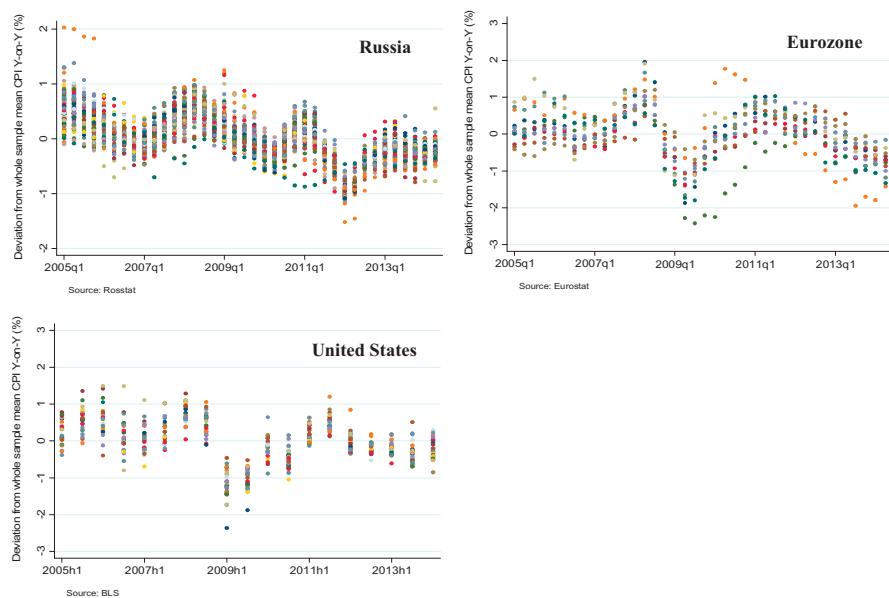 Russia
Deviation from whole sample mean CPI Y-on-Y (%)
2
1
0
-1
-2
2005q1 2007q1 2009q1 2011q1 2013q1
Source: Rosstat
Eurozone
Deviation from whole sample mean CPI Y-on-Y (%)
3
2
1
0
-1
-2
-3
2005q1 2007q1 2009q1 2011q1 2013q1
Source: Eurostat
United States
Deviation from whole sample mean CPI Y-on-Y (%)
3
2
1
0
-1
-2
-3
2005h1 2007h1 2009h1 2011h1 2013h1
Source: BLS